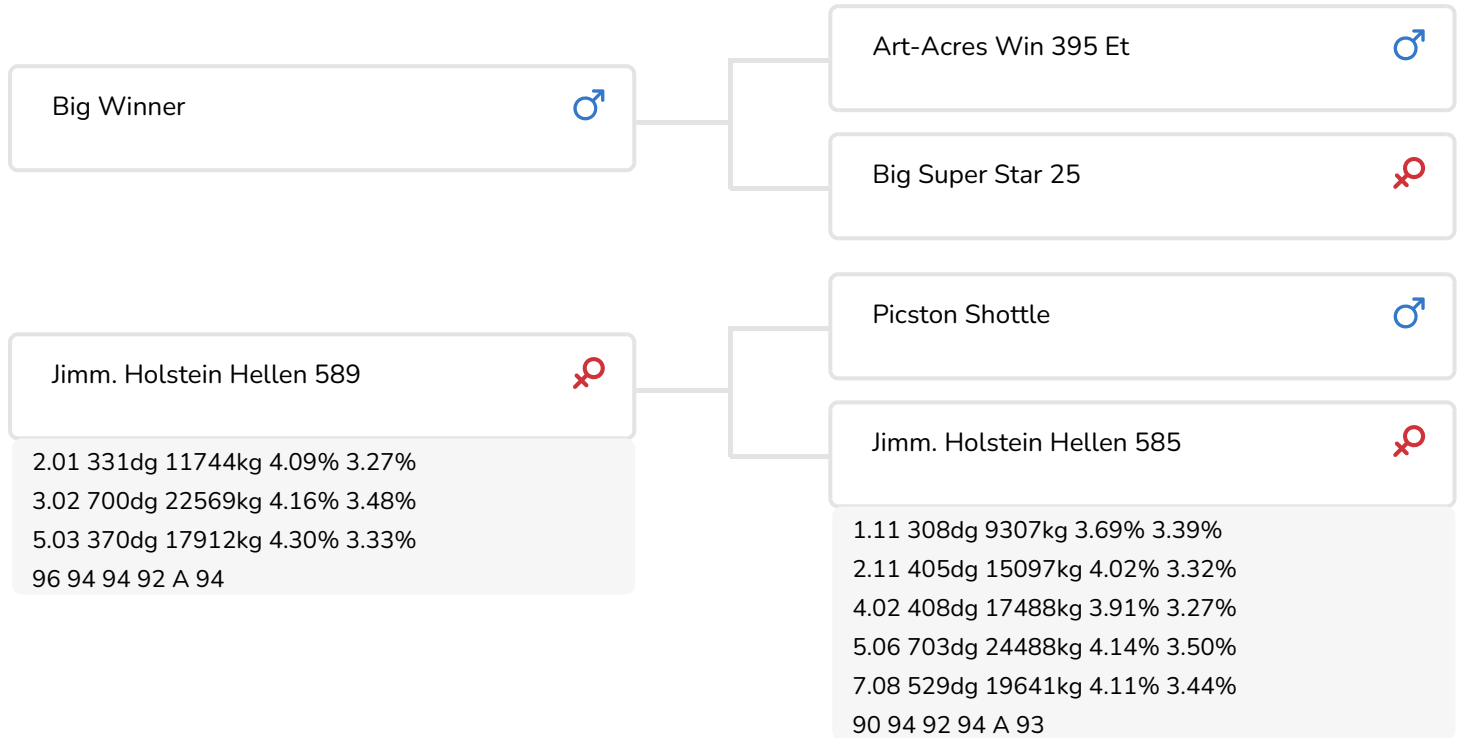 Big Winner
Jimm. Holstein Hellen 589
2.01 331dg 11744kg 4.09% 3.27%
3.02 700dg 22569kg 4.16% 3.48%
5.03 370dg 17912kg 4.30% 3.33%
96 94 94 92 A 94
Art-Acres Win 395 Et
Big Super Star 25
Picston Shottle
Jimm. Holstein Hellen 585
1.11 308dg 9307kg 3.69% 3.39%
2.11 405dg 15097kg 4.02% 3.32%
4.02 408dg 17488kg 3.91% 3.27%
5.06 703dg 24488kg 4.14% 3.50%
7.08 529dg 19641kg 4.11% 3.44%
90 94 92 94 A 93